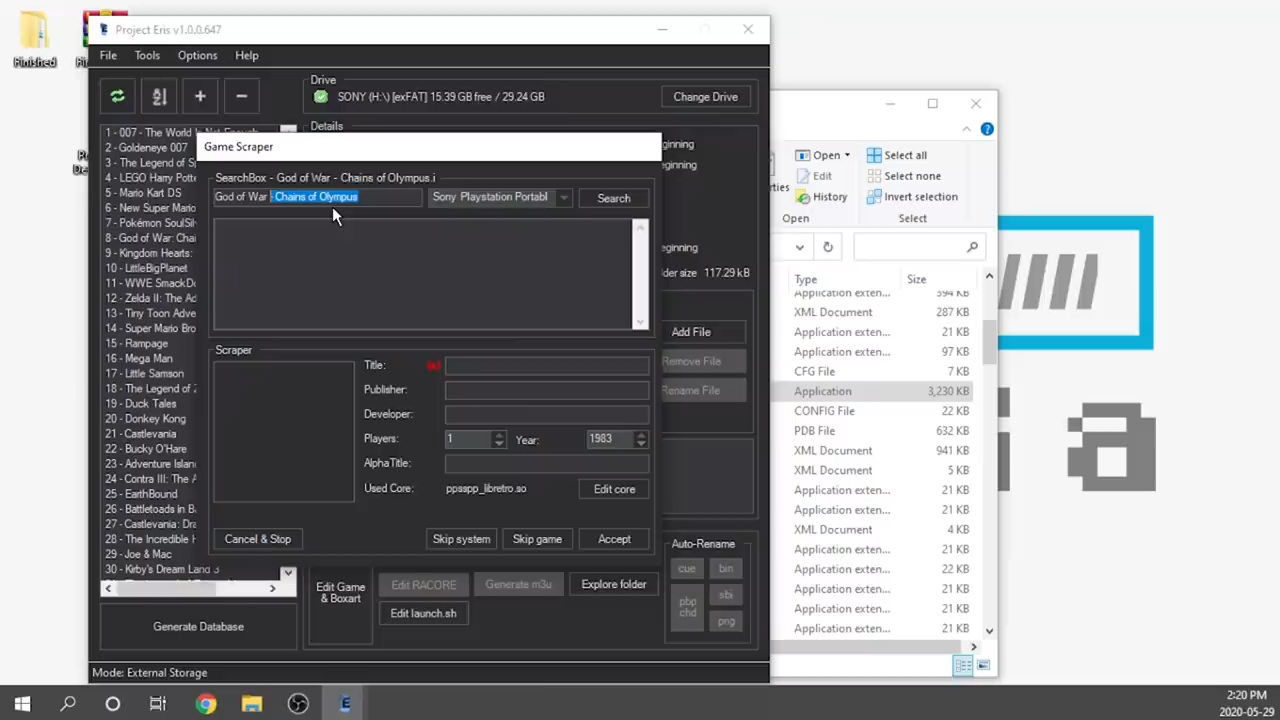 Finished
Project Eris v1.0.0.647
File Tools Options Help
Drive
SONY (H:\) [exFAT] 15.39 GB free / 29.24 GB
Change Drive
Details
1 - 007 - The World Is Not Enough
2 - Goldeneye 007
3 - The Legend of
4 - LEGO Harry Potter
5 - Mario Kart DS
6 - New Super Mario
7 - Pokémon SoulSil
8 - God of War: Chai
9 - Kingdom Hearts:
10 - LittleBigPlanet
11 - WWE SmackDo
12 - Zelda II: The Ad
13 - Tiny Toon Adve
14 - Super Mario Bro
15 - Rampage
16 - Mega Man
17 - Little Samson
18 - The Legend of
19 - Duck Tales
20 - Donkey Kong
21 - Castlevania
22 - Bucky O'Hare
23 - Adventure Islan
24 - Contra III: The A
25 - EarthBound
26 - Battletoads in B
27 - Castlevania: Dra
28 - The Incredible H
29 - Joe & Mac
30 - Kirby's Dream Land 3
Generate Database
Mode: External Storage
Game Scraper
SearchBox - God of War - Chains of Olympus.i
God of War - Chains of Olympus
Sony Playstation Portabl
Search
Scraper
Title:
Publisher:
Developer:
Players: 1 Year: 1983
AlphaTitle:
Used Core: ppsspp_libretro.so
Edit core
Cancel & Stop
Skip system
Skip game
Accept
ginning
ginning
eginning
lder size 117.29 kB
Add File
Remove File
Rename File
Edit Game & Boxart
Edit RACORE
Generate m3u
Explore folder
Edit launch.sh
Auto-Rename
cue bin
pbp chd
sbi
png
rties
Open
Edit
History
Open
Select all
Select none
Invert selection
Select
Type Size
Application exten... 394 KB
XML Document 287 KB
Application exten... 21 KB
Application exten... 97 KB
CFG File 7 KB
Application 3,230 KB
CONFIG File 22 KB
PDB File 632 KB
XML Document 941 KB
XML Document 5 KB
Application exten... 21 KB
Application exten... 21 KB
XML Document 4 KB
Application exten... 21 KB
Application exten... 22 KB
Application exten... 21 KB
Application exten... 21 KB
Application exten... 21 KB
a
2:20 PM
2020-05-29